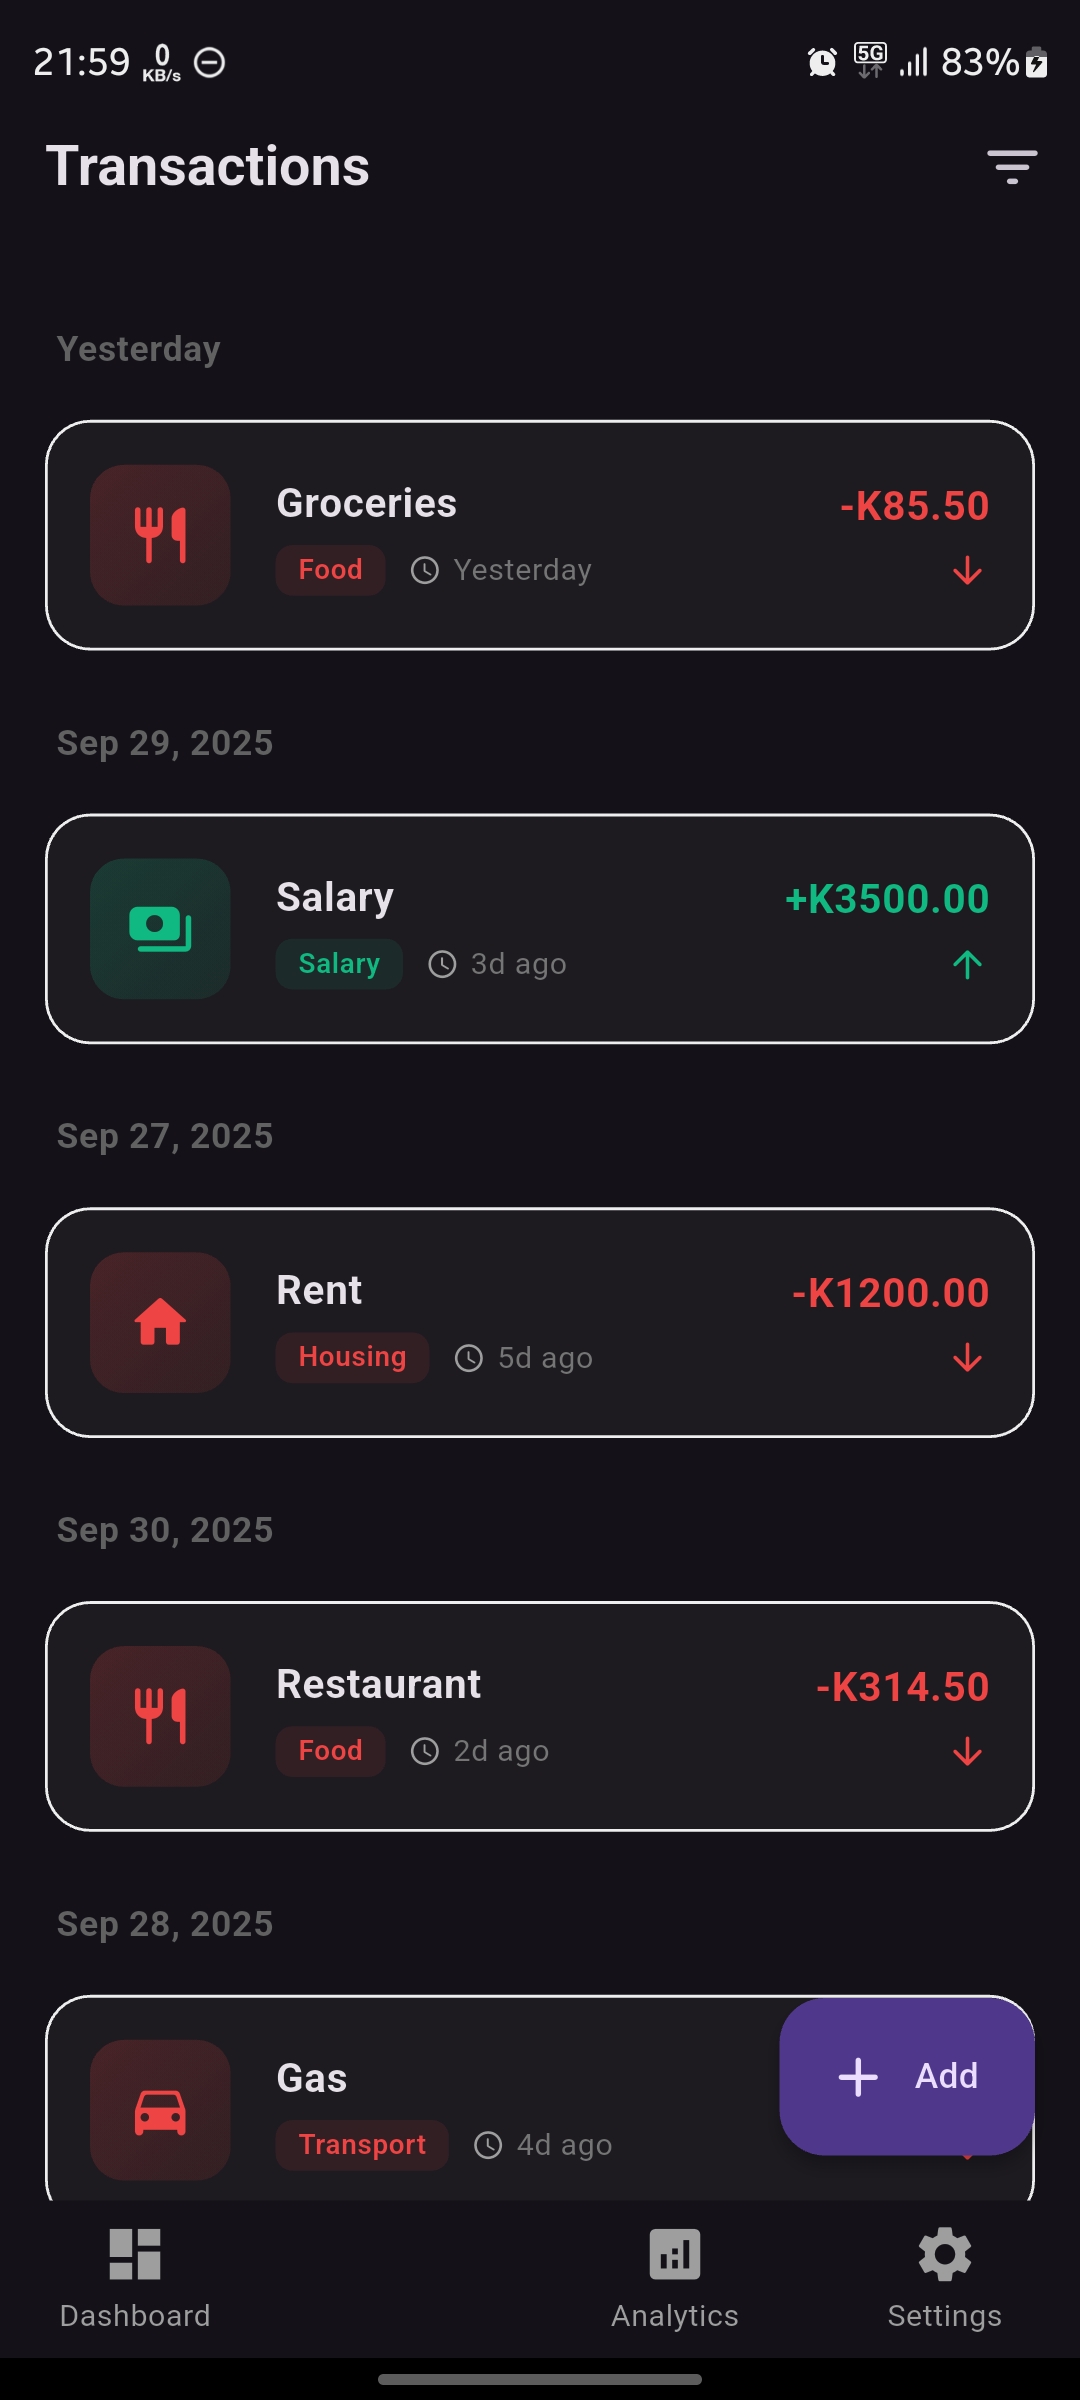 21:59 0 KB/s 5G 83%
Transactions
Yesterday
Groceries
-K85.50
Food Yesterday
Sep 29, 2025
Salary
+K3500.00
Salary 3d ago
Sep 27, 2025
Rent
-K1200.00
Housing 5d ago
Sep 30, 2025
Restaurant
-K314.50
Food 2d ago
Sep 28, 2025
Gas
Add
Transport 4d ago
Dashboard Analytics Settings